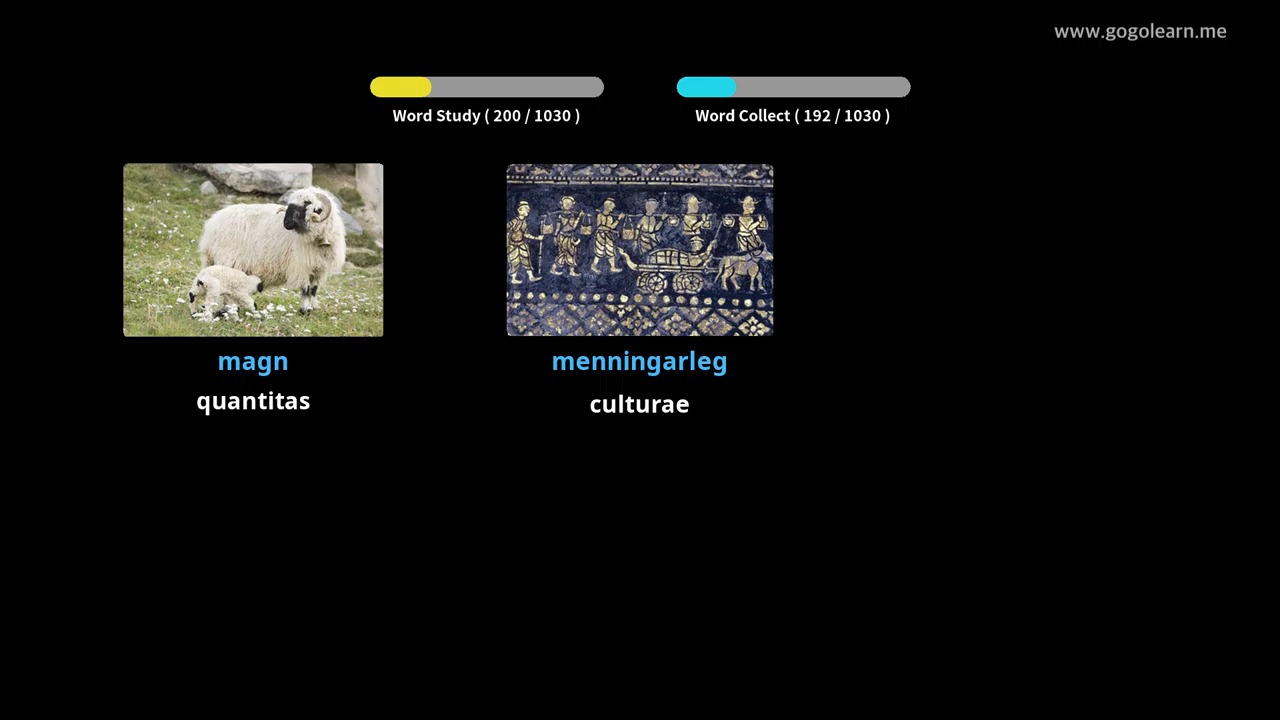 www.gogolearn.me
Word Study ( 200 / 1030 )
Word Collect ( 192 / 1030 )
magn
quantitas
menningarleg
culturae